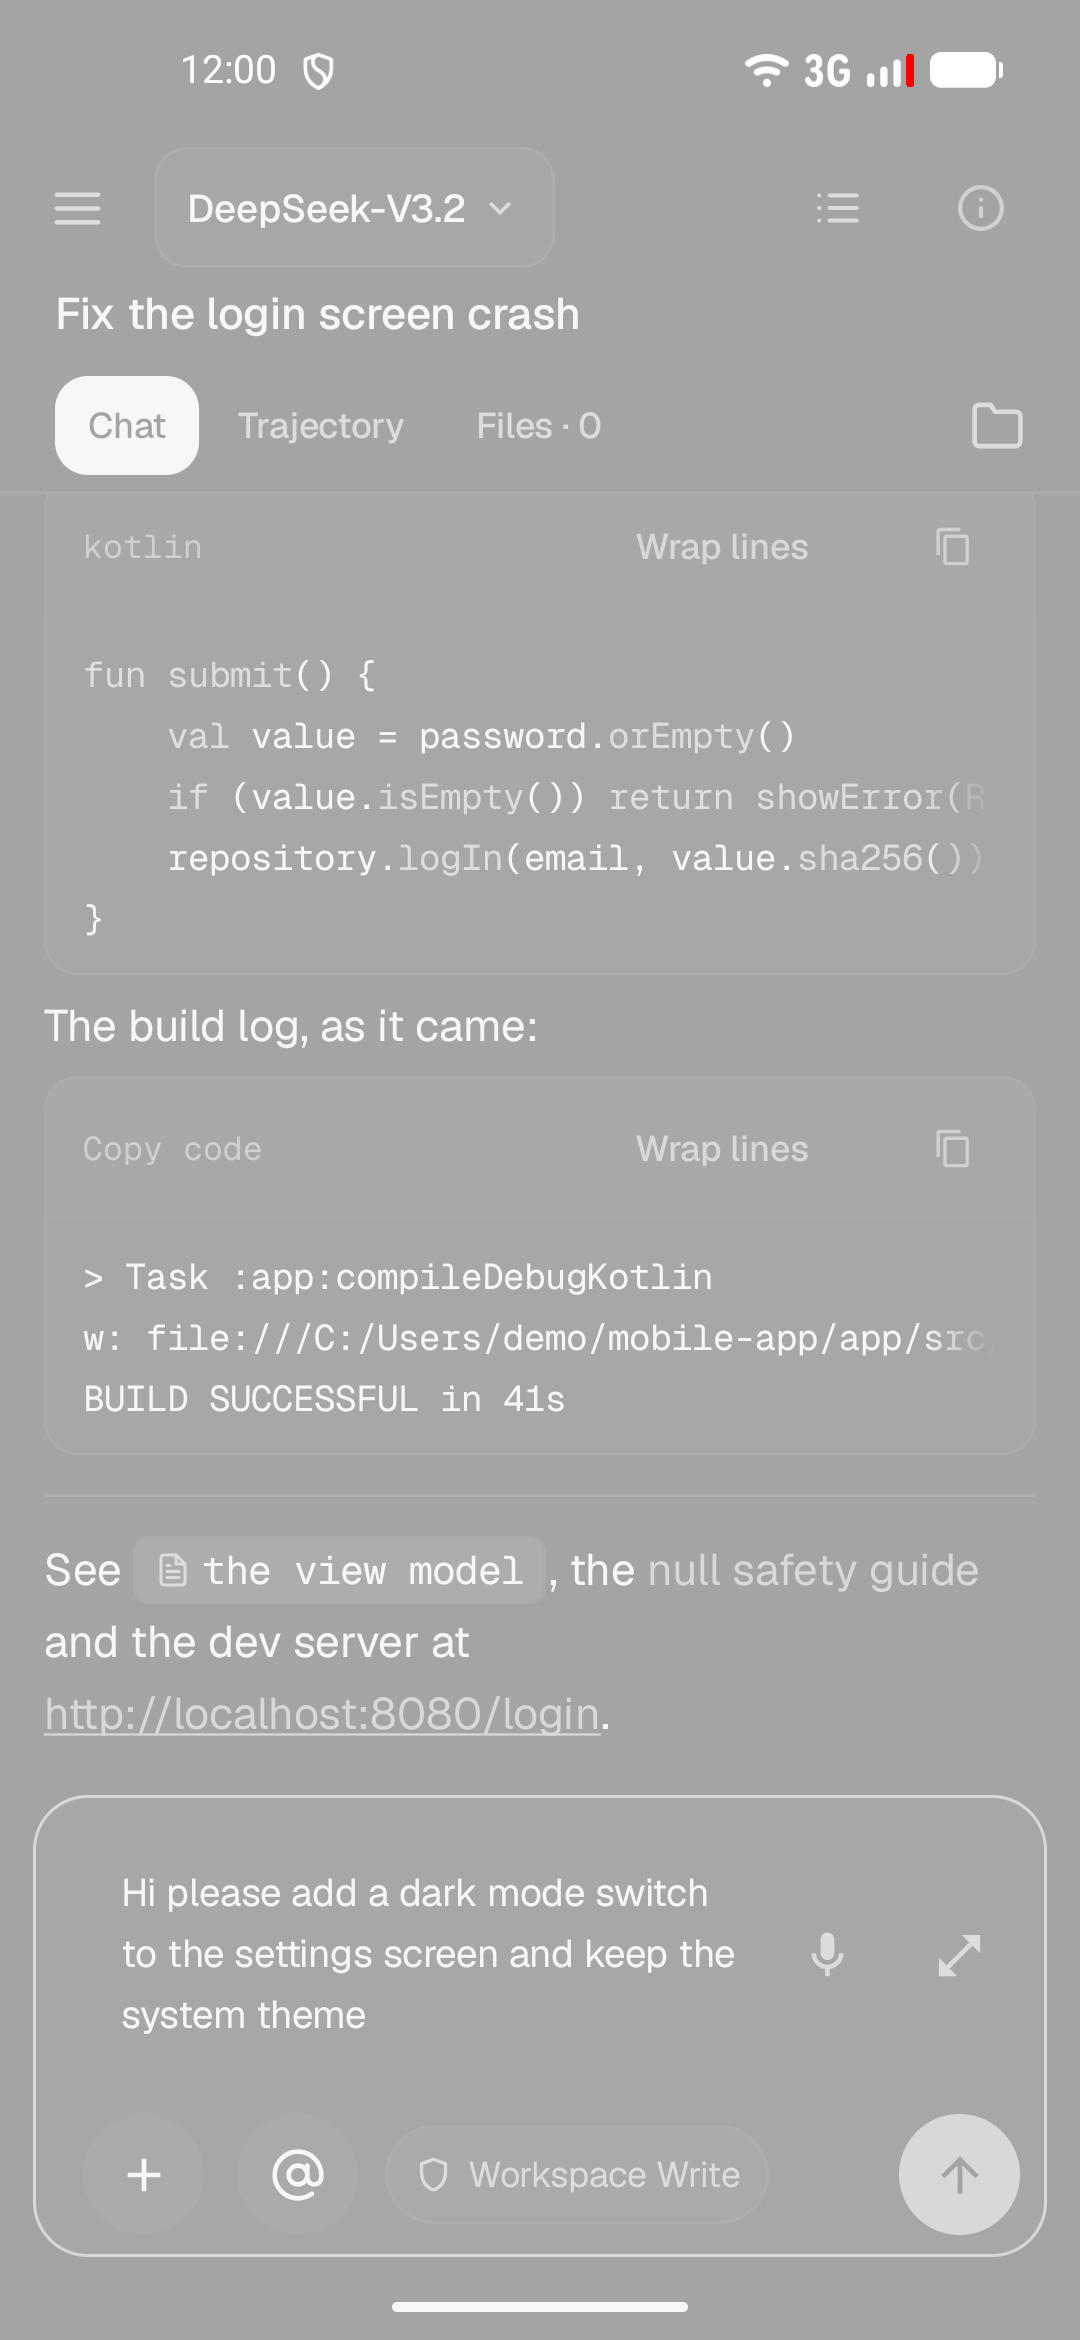 12:00
3G
DeepSeek-V3.2
Fix the login screen crash
Chat
Trajectory
Files · 0
kotlin
Wrap lines
fun submit() {
    val value = password.orEmpty()
    if (value.isEmpty()) return showError(R
    repository.logIn(email, value.sha256())
}
The build log, as it came:
Copy code
Wrap lines
> Task :app:compileDebugKotlin
w: file:///C:/Users/demo/mobile-app/app/src
BUILD SUCCESSFUL in 41s
See the view model, the null safety guide
and the dev server at
http://localhost:8080/login.
Hi please add a dark mode switch
to the settings screen and keep the
system theme
@
Workspace Write